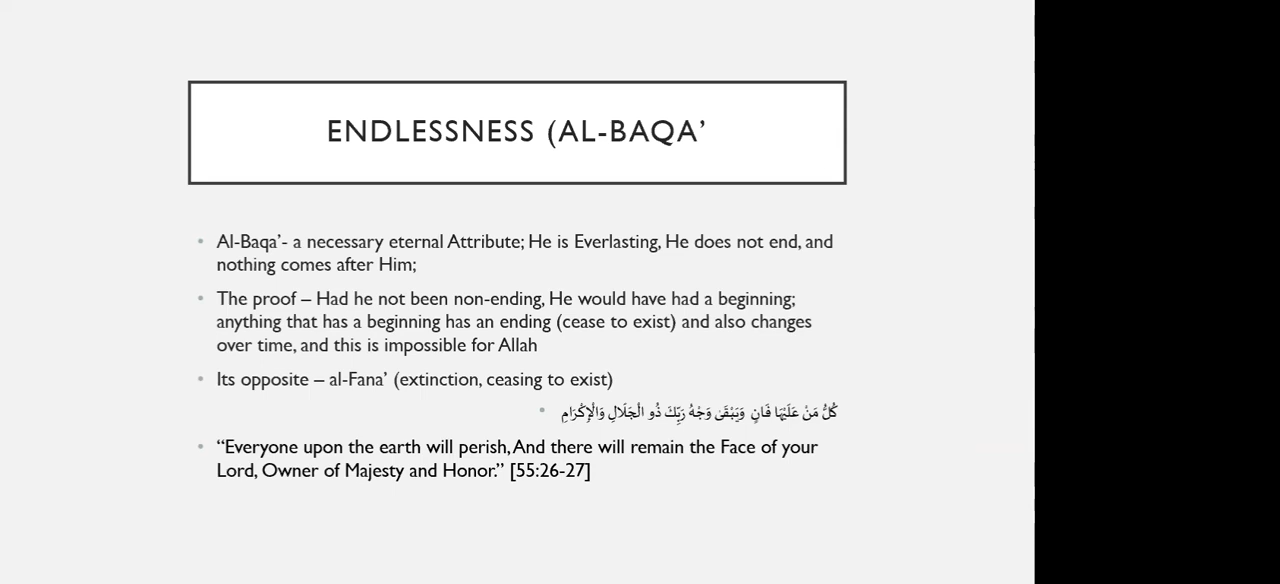 ENDLESSNESS (AL-BAQA’
• Al-Baqa’- a necessary eternal Attribute; He is Everlasting, He does not end, and
nothing comes after Him;
• The proof – Had he not been non-ending, He would have had a beginning;
anything that has a beginning has an ending (cease to exist) and also changes
over time, and this is impossible for Allah
• Its opposite – al-Fana’ (extinction, ceasing to exist)
• كُلُّ مَنْ عَلَيْهَا فَانٍ وَيَبْقَىٰ وَجْهُ رَبِّكَ ذُو الْجَلَالِ وَالْإِكْرَامِ
• “Everyone upon the earth will perish, And there will remain the Face of your
Lord, Owner of Majesty and Honor.” [55:26-27]